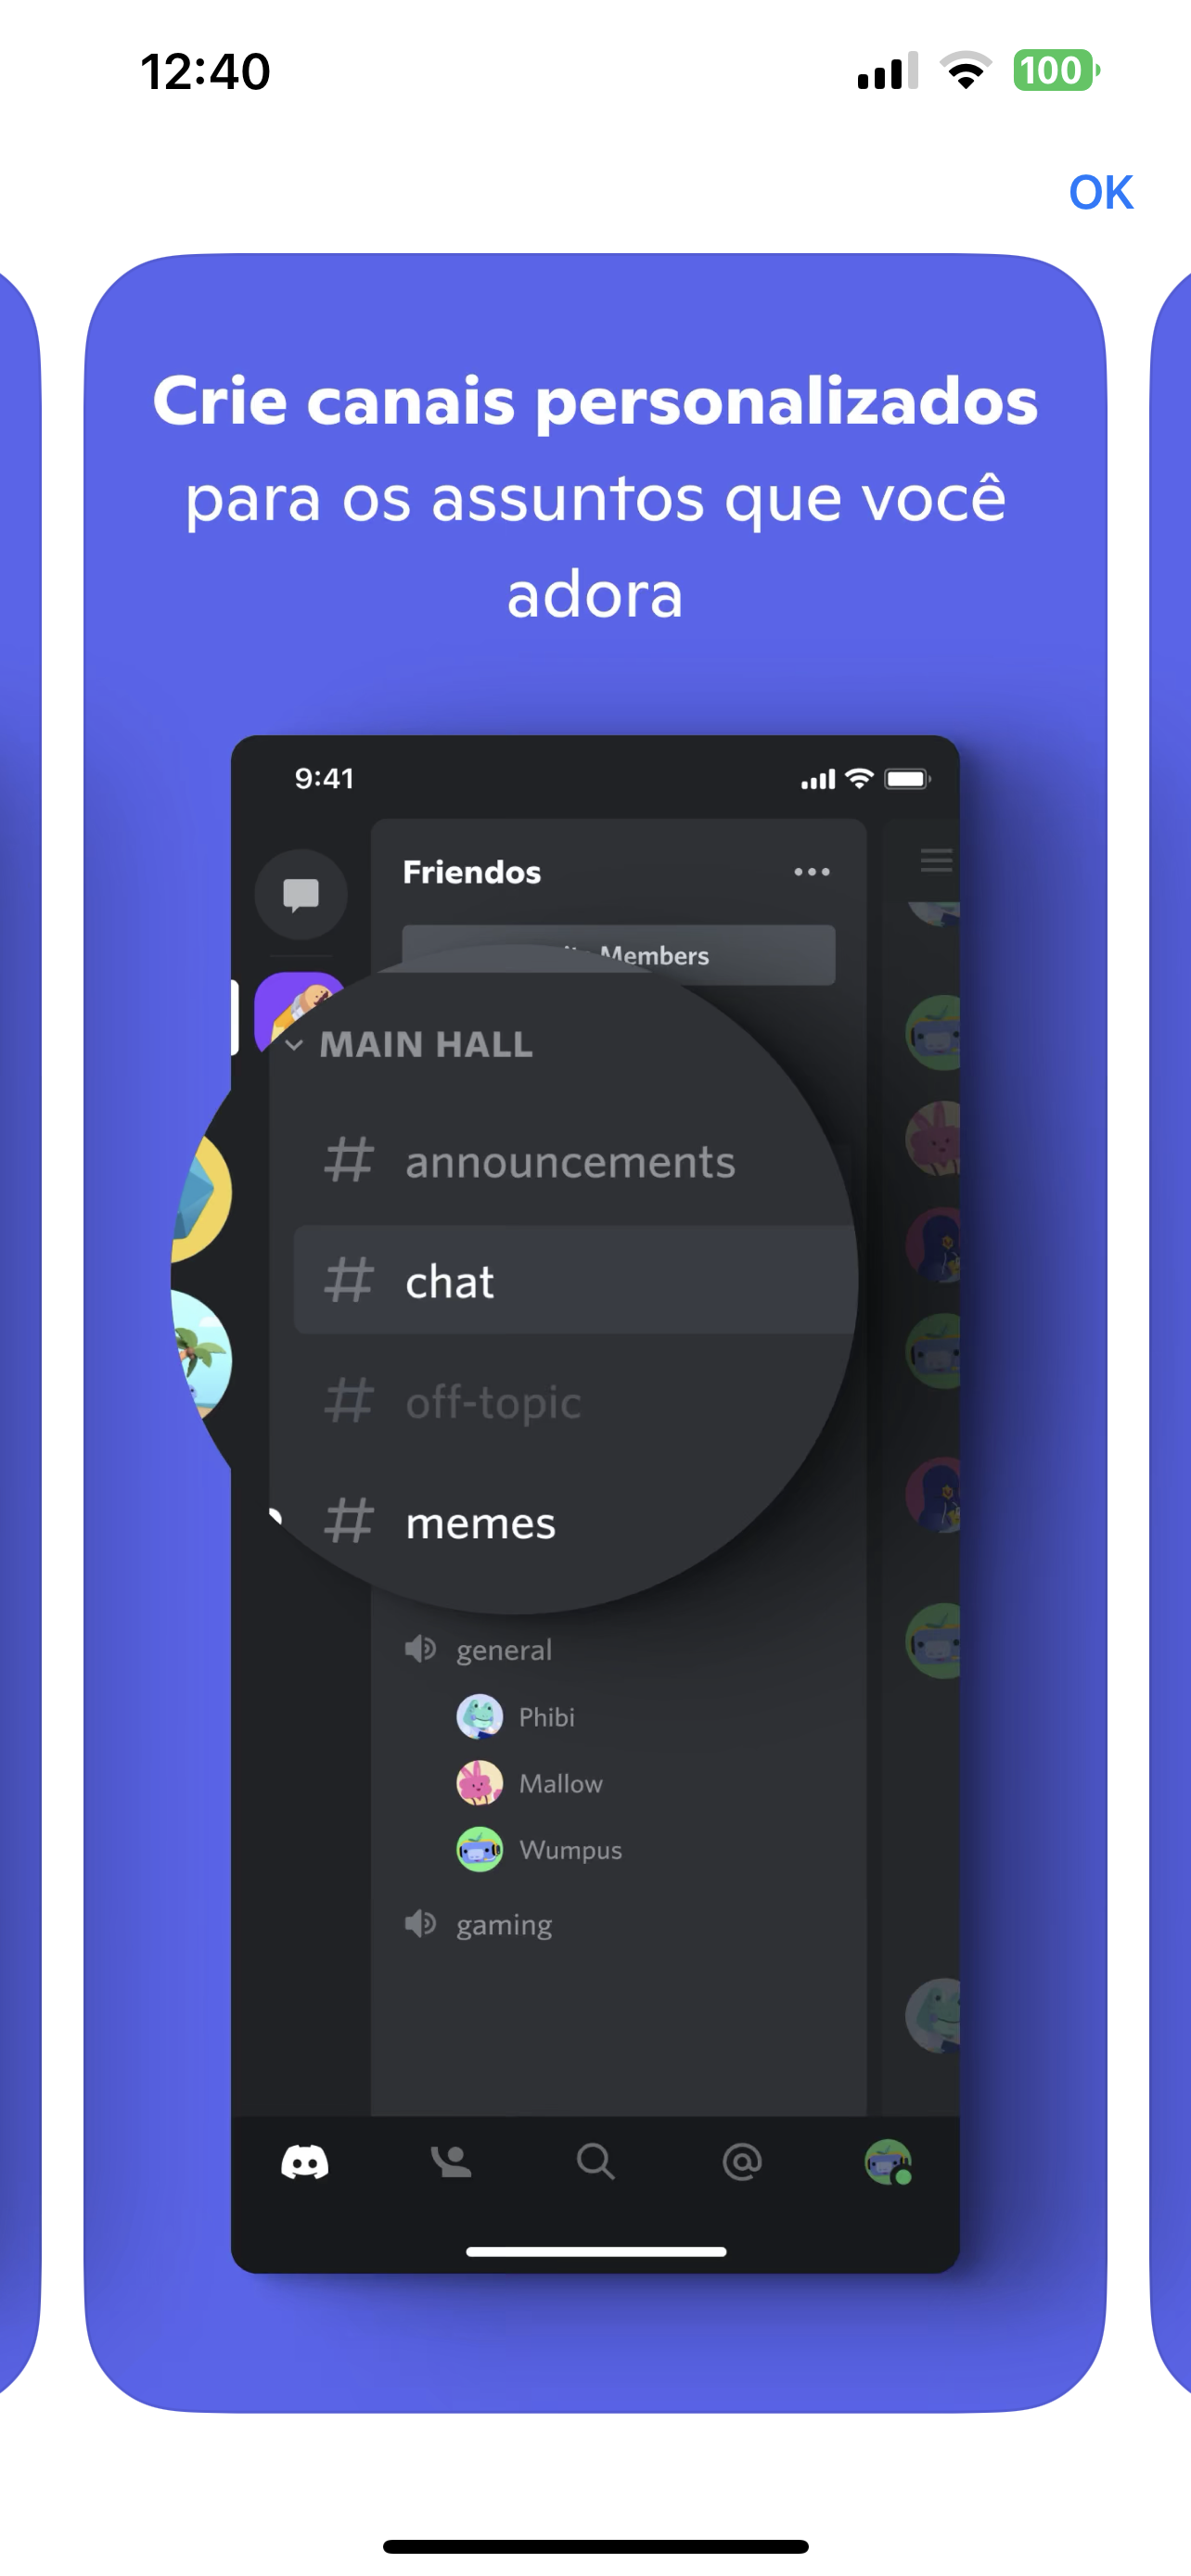 12:40
100
OK
Crie canais personalizados
para os assuntos que você
adora
9:41
Friendos
Members
MAIN HALL
# announcements
# chat
# off-topic
# memes
general
Phibi
Mallow
Wumpus
gaming